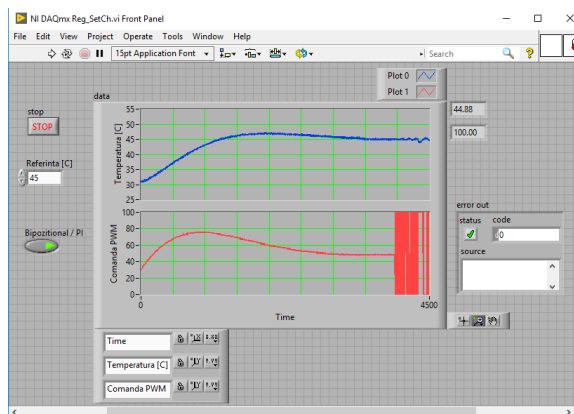 NI DAQmx Reg_SetCh.vi Front Panel
File Edit View Project Operate Tools Window Help
15pt Application Font
Search
Plot 0
Plot 1
data
stop
STOP
Referinta [C]
45
Bipozitional / PI
Temperatura [C]
55
50
45
40
35
30
25
Comanda PWM
100
80
60
40
20
0
0
4500
Time
44.88
100.00
error out
status
code
0
source
Time
Temperatura [C]
Comanda PWM